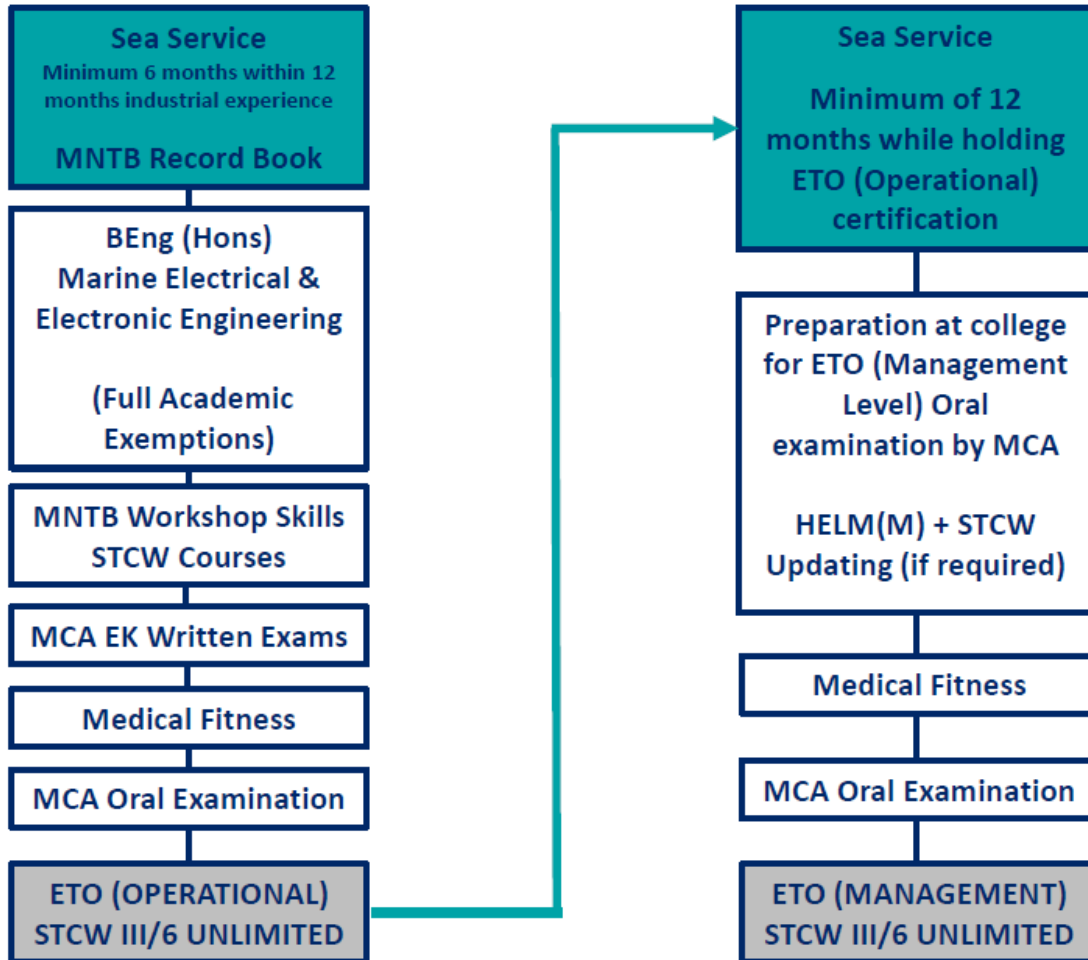 Sea Service
Minimum 6 months within 12
months industrial experience
MNTB Record Book
BEng (Hons)
Marine Electrical &
Electronic Engineering
(Full Academic
Exemptions)
MNTB Workshop Skills
STCW Courses
MCA EK Written Exams
Medical Fitness
MCA Oral Examination
ETO (OPERATIONAL)
STCW III/6 UNLIMITED
Sea Service
Minimum of 12
months while holding
ETO (Operational)
certification
Preparation at college
for ETO (Management
Level) Oral
examination by MCA
HELM(M) + STCW
Updating (if required)
Medical Fitness
MCA Oral Examination
ETO (MANAGEMENT)
STCW III/6 UNLIMITED